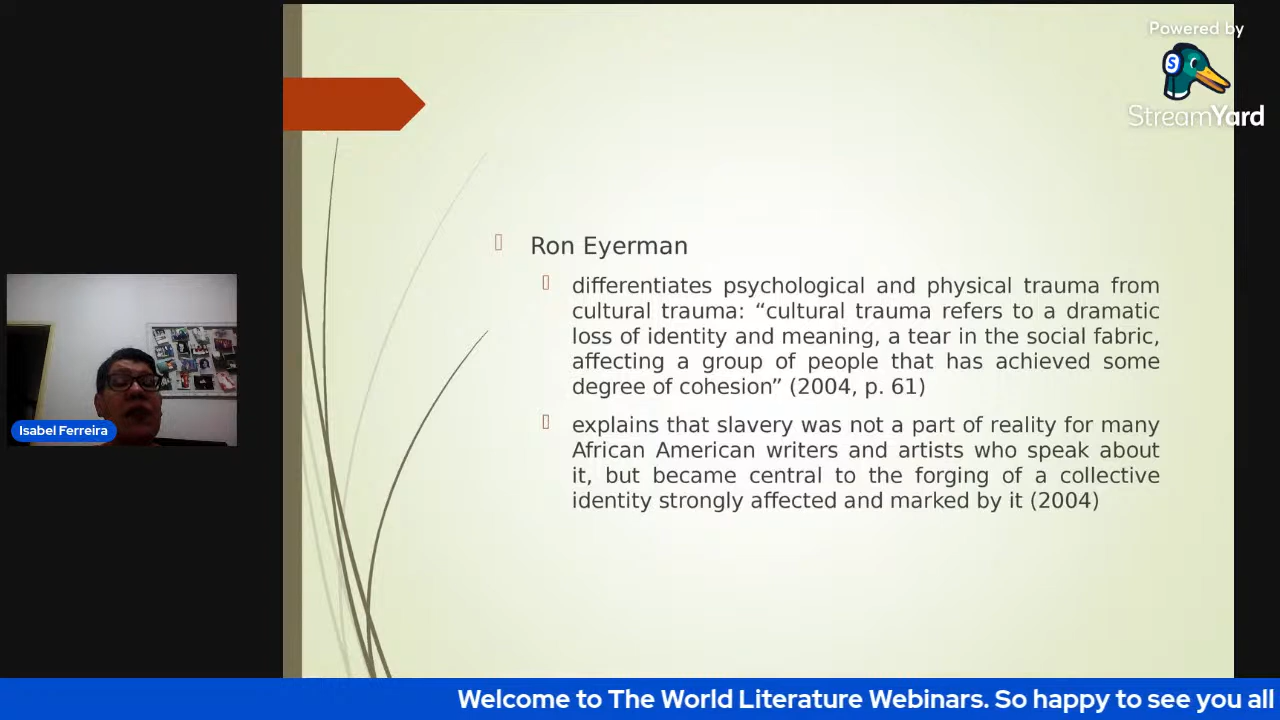 Powered by
S
StreamYard
Ron Eyerman
differentiates psychological and physical trauma from
cultural trauma: “cultural trauma refers to a dramatic
loss of identity and meaning, a tear in the social fabric,
affecting a group of people that has achieved some
degree of cohesion” (2004, p. 61)
explains that slavery was not a part of reality for many
African American writers and artists who speak about
it, but became central to the forging of a collective
identity strongly affected and marked by it (2004)
Isabel Ferreira
Welcome to The World Literature Webinars. So happy to see you all